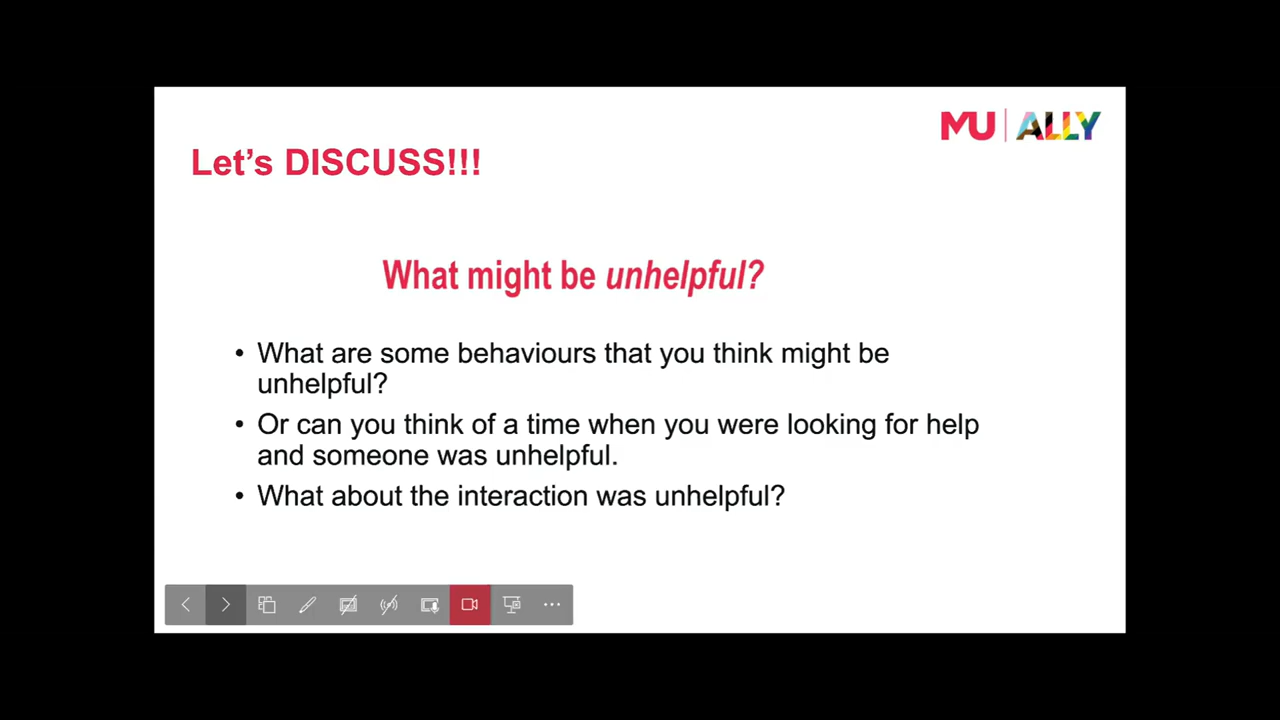 MU | ALLY
Let's DISCUSS!!!
What might be unhelpful?
• What are some behaviours that you think might be
unhelpful?
• Or can you think of a time when you were looking for help
and someone was unhelpful.
• What about the interaction was unhelpful?